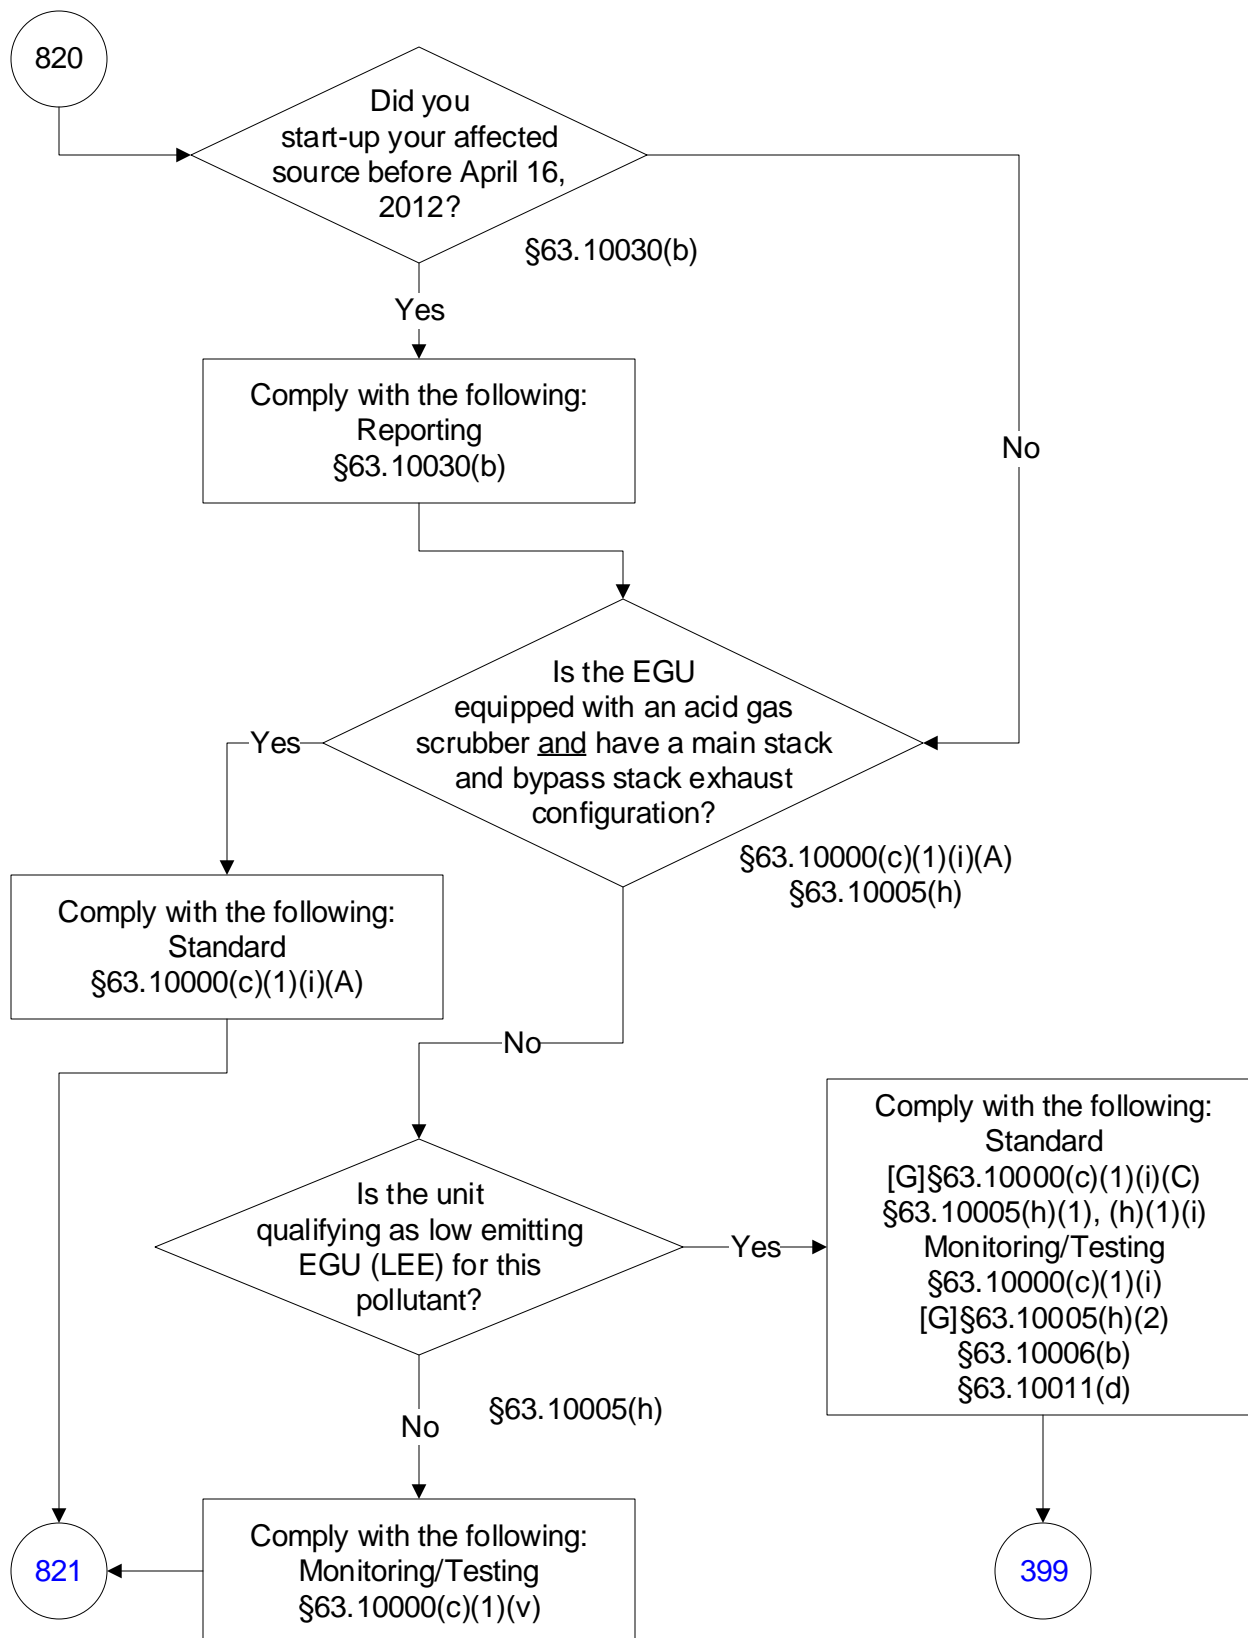 820
Did you
start-up your affected
source before April 16,
2012?
§63.10030(b)
Yes
Comply with the following:
Reporting
§63.10030(b)
No
Is the EGU
equipped with an acid gas
scrubber and have a main stack
and bypass stack exhaust
configuration?
Yes
§63.10000(c)(1)(i)(A)
§63.10005(h)
Comply with the following:
Standard
§63.10000(c)(1)(i)(A)
No
Is the unit
qualifying as low emitting
EGU (LEE) for this
pollutant?
Yes
Comply with the following:
Standard
[G]§63.10000(c)(1)(i)(C)
§63.10005(h)(1), (h)(1)(i)
Monitoring/Testing
§63.10000(c)(1)(i)
[G]§63.10005(h)(2)
§63.10006(b)
§63.10011(d)
§63.10005(h)
No
Comply with the following:
Monitoring/Testing
§63.10000(c)(1)(v)
821
399